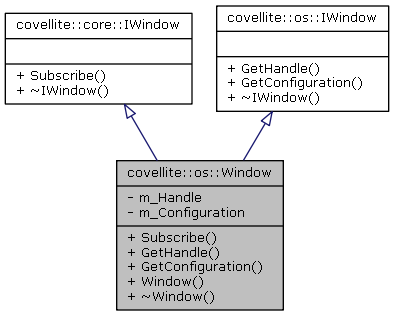 covellite::core::IWindow
+ Subscribe()
+ ~IWindow()
covellite::os::IWindow
+ GetHandle()
+ GetConfiguration()
+ ~IWindow()
covellite::os::Window
- m_Handle
- m_Configuration
+ Subscribe()
+ GetHandle()
+ GetConfiguration()
+ Window()
+ ~Window()